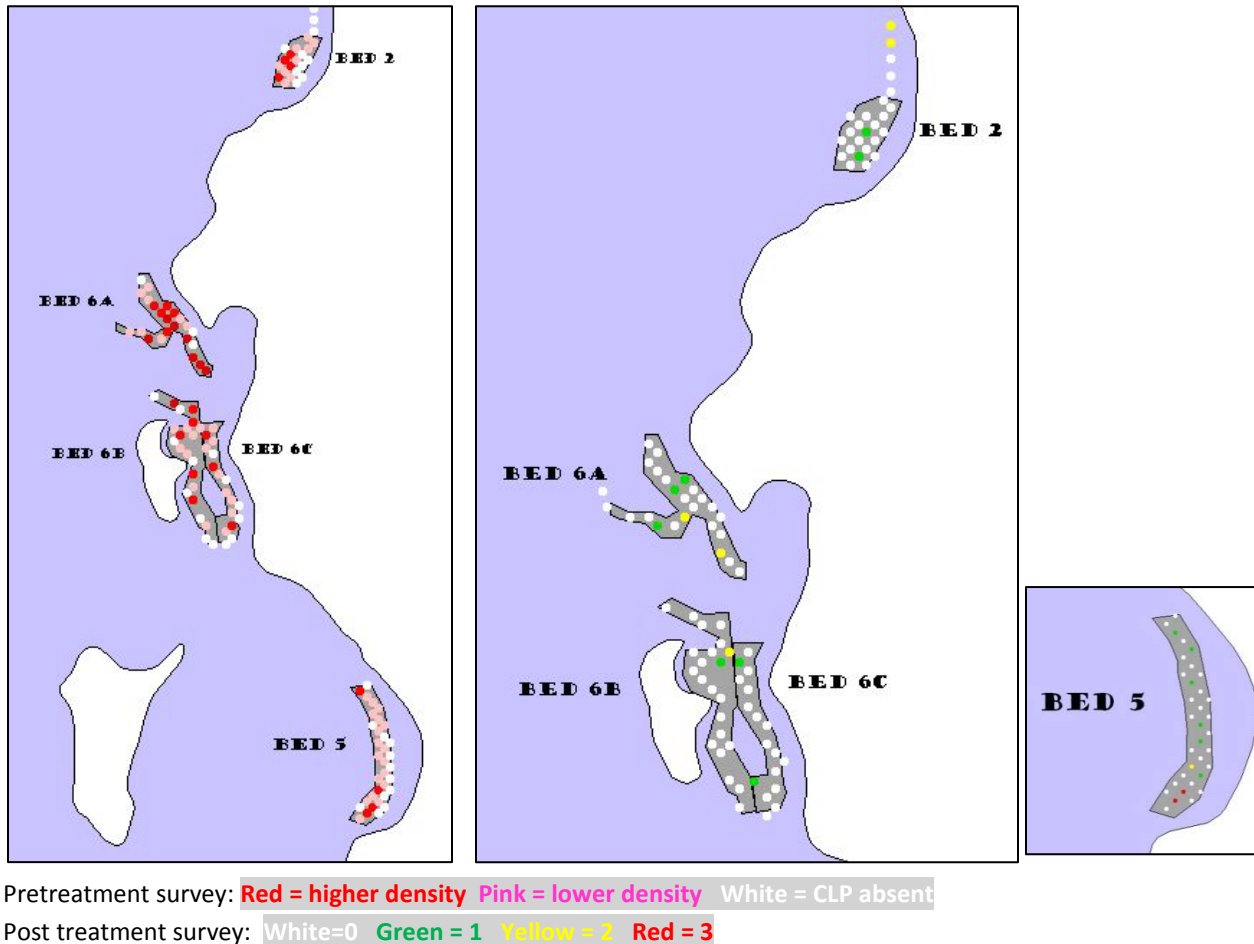 BED 2
BED 6A
BED 6B
BED 6C
BED 5
BED 2
BED 6A
BED 6B
BED 6C
BED 5
Pretreatment survey: Red = higher density Pink = lower density White = CLP absent
Post treatment survey: White=0 Green = 1 Yellow = 2 Red = 3